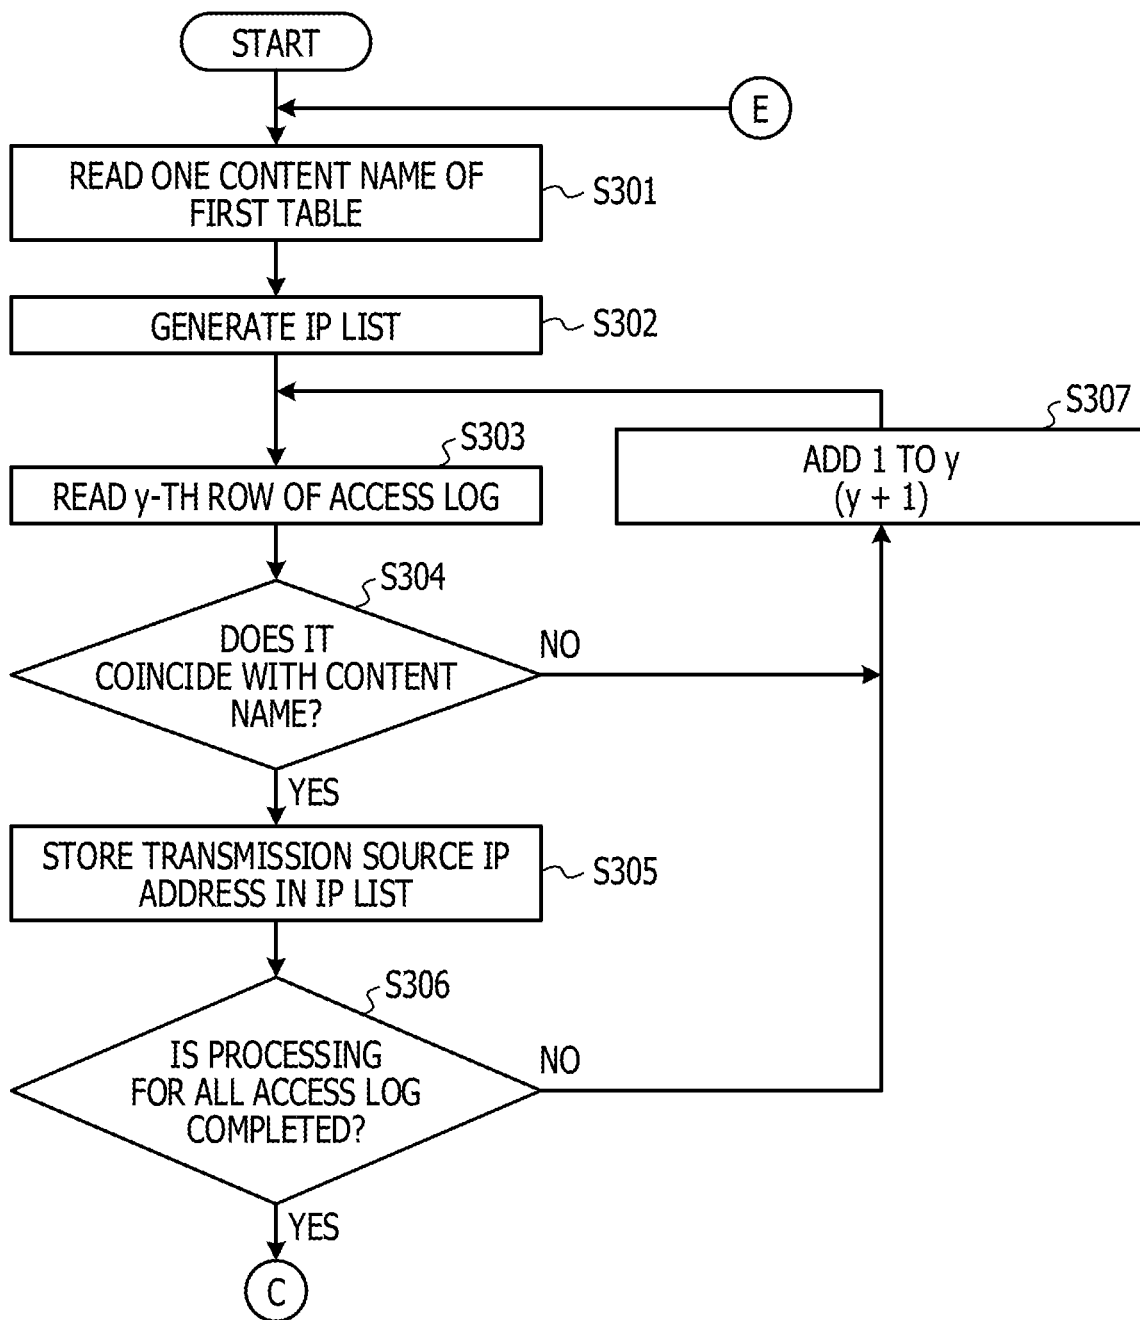 START
E
READ ONE CONTENT NAME OF
FIRST TABLE
S301
GENERATE IP LIST
S302
S307
ADD 1 TO y
(y + 1)
S303
READ y-TH ROW OF ACCESS LOG
S304
DOES IT
COINCIDE WITH CONTENT
NAME?
NO
YES
STORE TRANSMISSION SOURCE IP
ADDRESS IN IP LIST
S305
S306
IS PROCESSING
FOR ALL ACCESS LOG
COMPLETED?
NO
YES
C